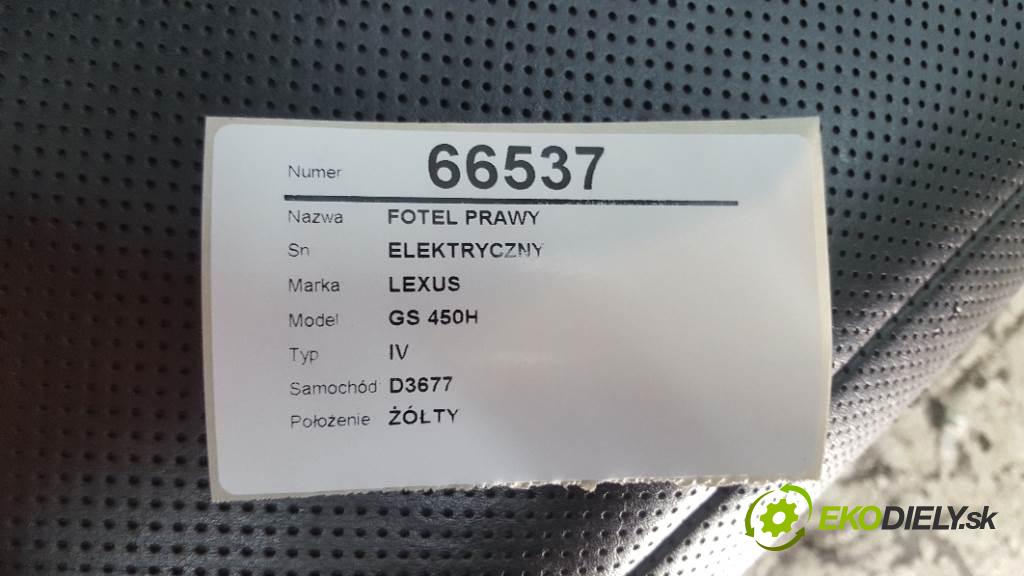 Numer 66537
Nazwa FOTEL PRAWY
Sn ELEKTRYCZNY
Marka LEXUS
Model GS 450H
Typ IV
Samochód D3677
Położenie ŻÓŁTY
EKODIELY.sk